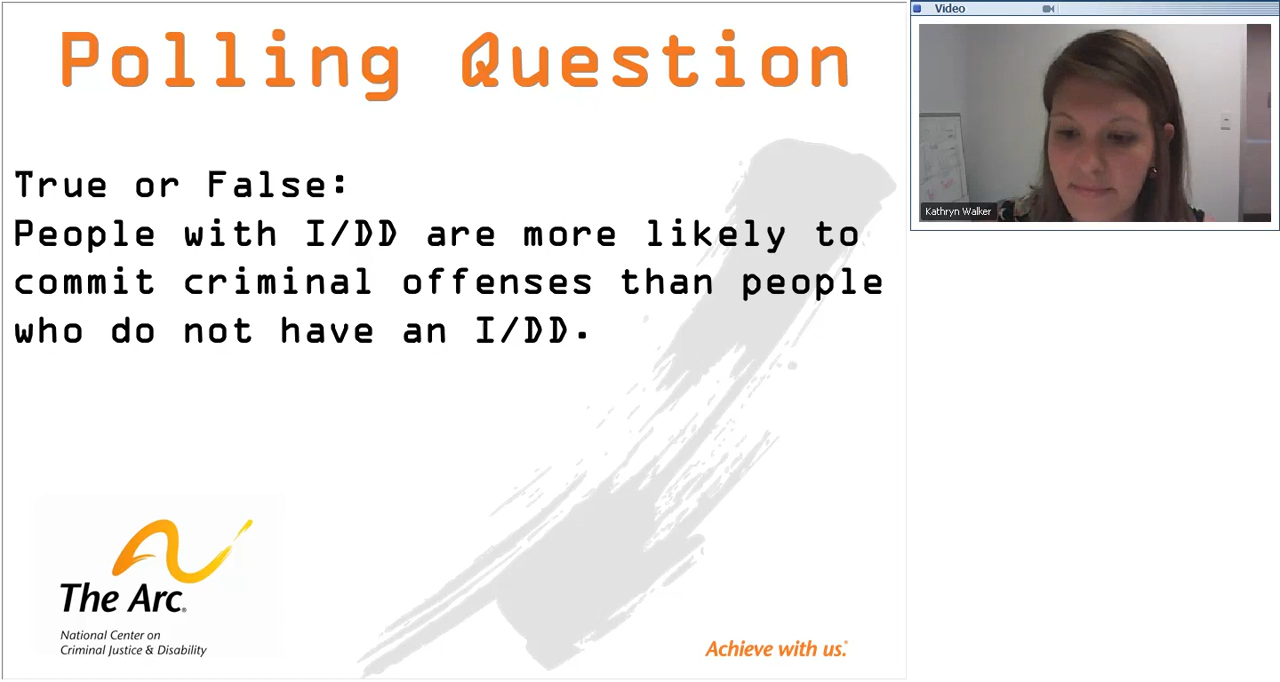 Polling Question
True or False:
People with I/DD are more likely to
commit criminal offenses than people
who do not have an I/DD.
The Arc®
National Center on
Criminal Justice & Disability
Achieve with us.®
Video
Kathryn Walker